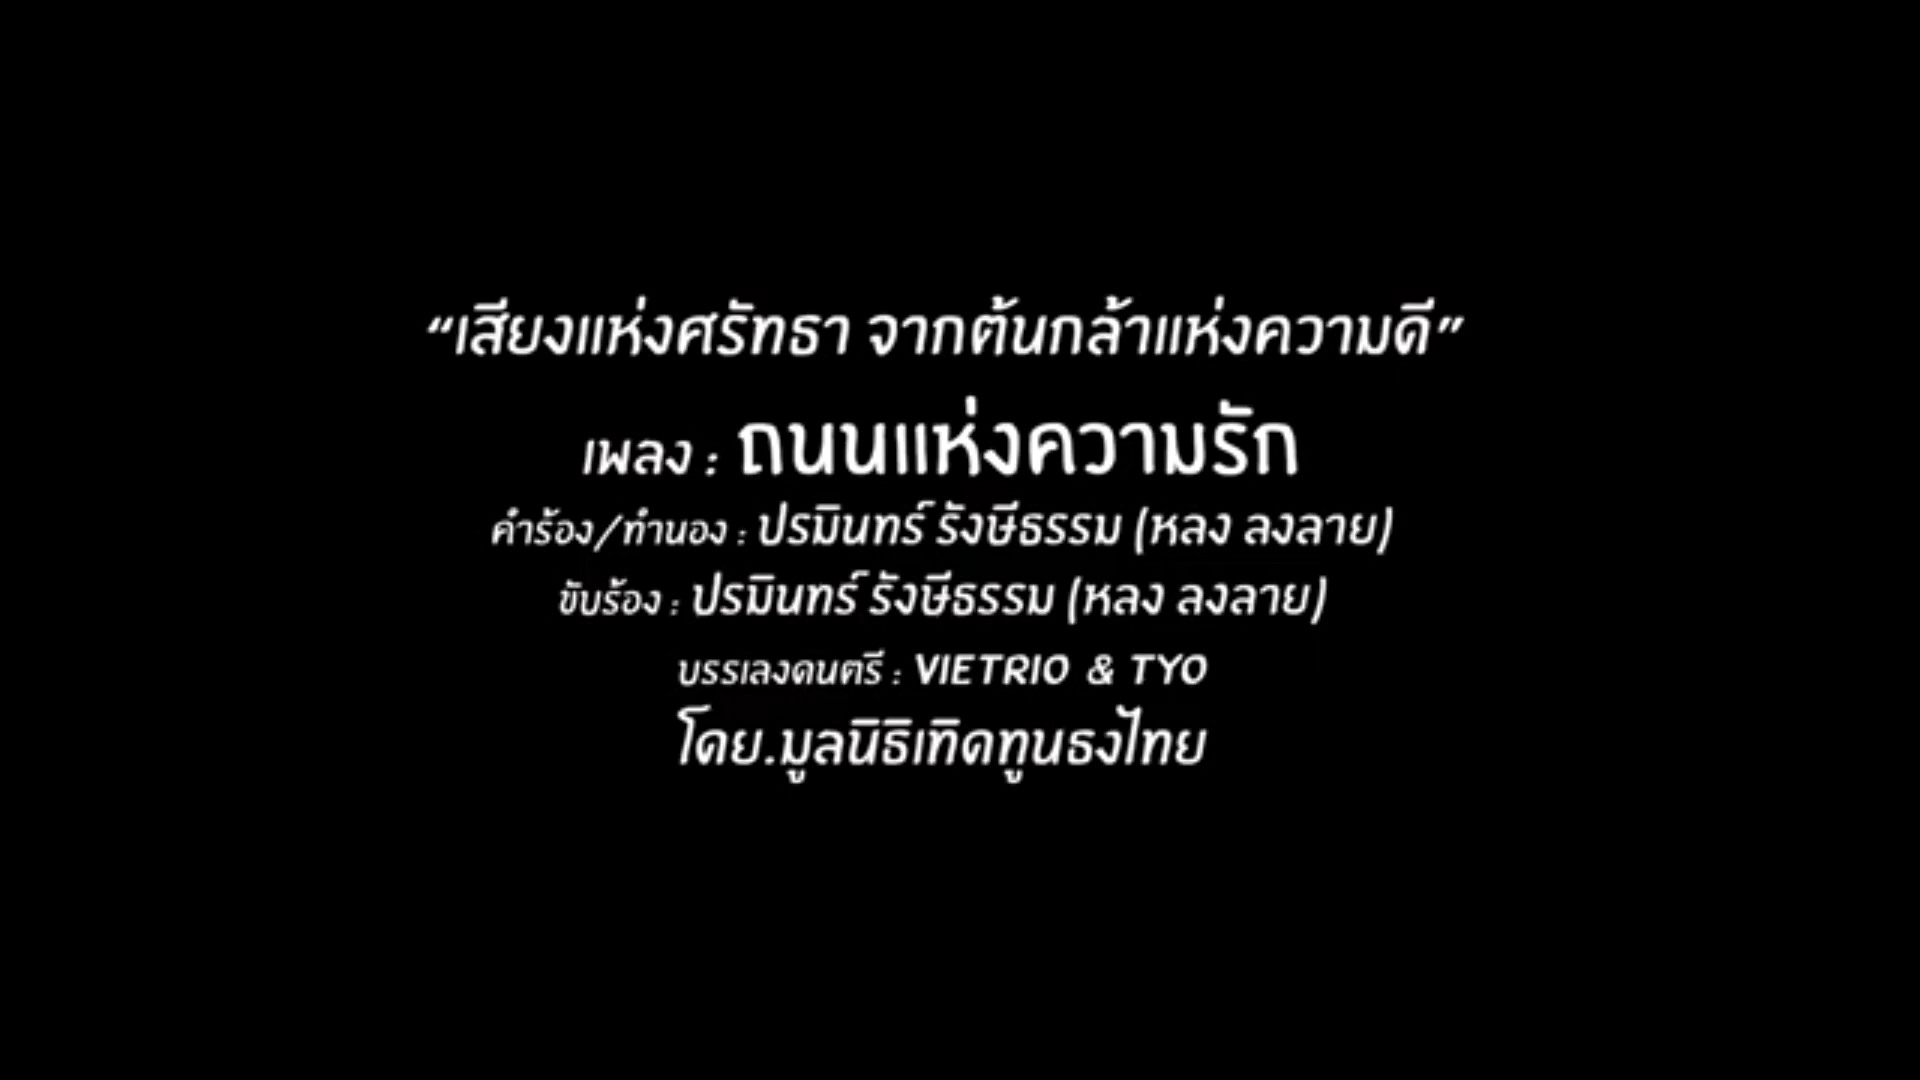 “เสียงแห่งศรัทธา จากต้นกล้าแห่งความดี”
เพลง : ถนนแห่งความรัก
คำร้อง/ทำนอง : ปรมินทร์ รังษีธรรม (หลง ลงลาย)
ขับร้อง : ปรมินทร์ รังษีธรรม (หลง ลงลาย)
บรรเลงดนตรี : VIETRIO & TYO
โดย.มูลนิธิเทิดทูนธงไทย